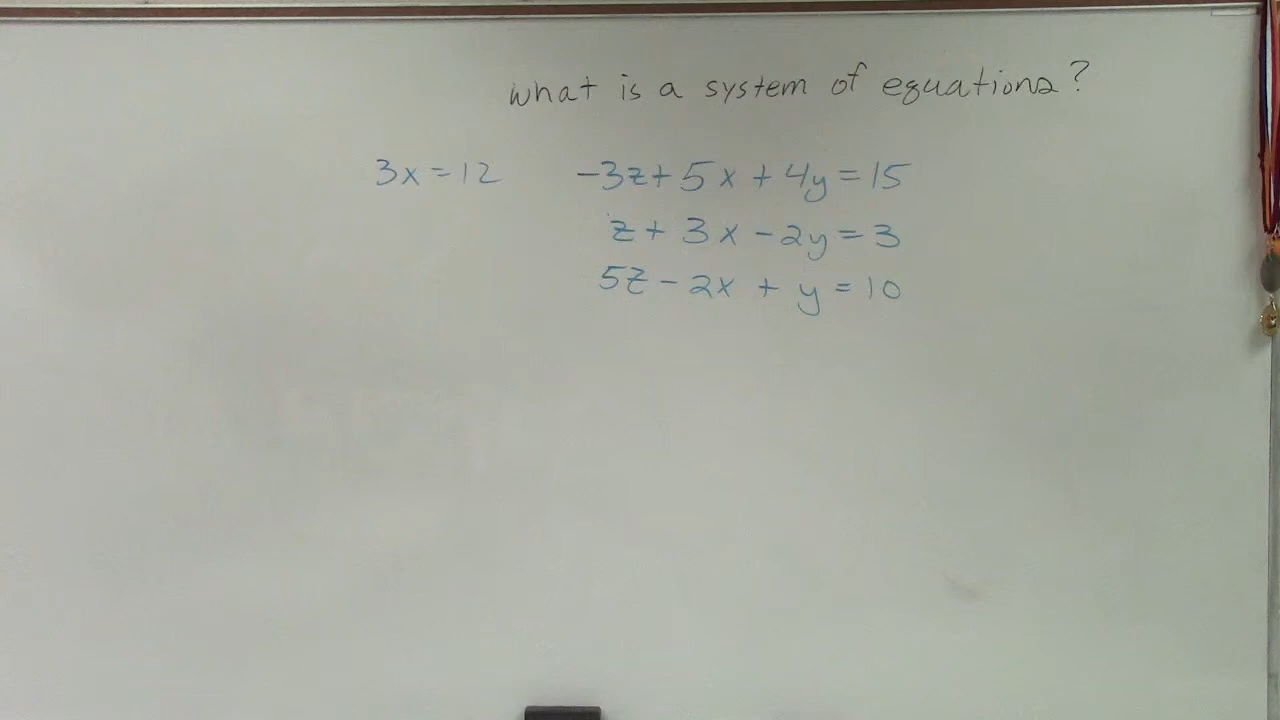 what is a system of equations?
3x=12 -3z+5x+4y=15
z+3x-2y=3
5z-2x+y=10